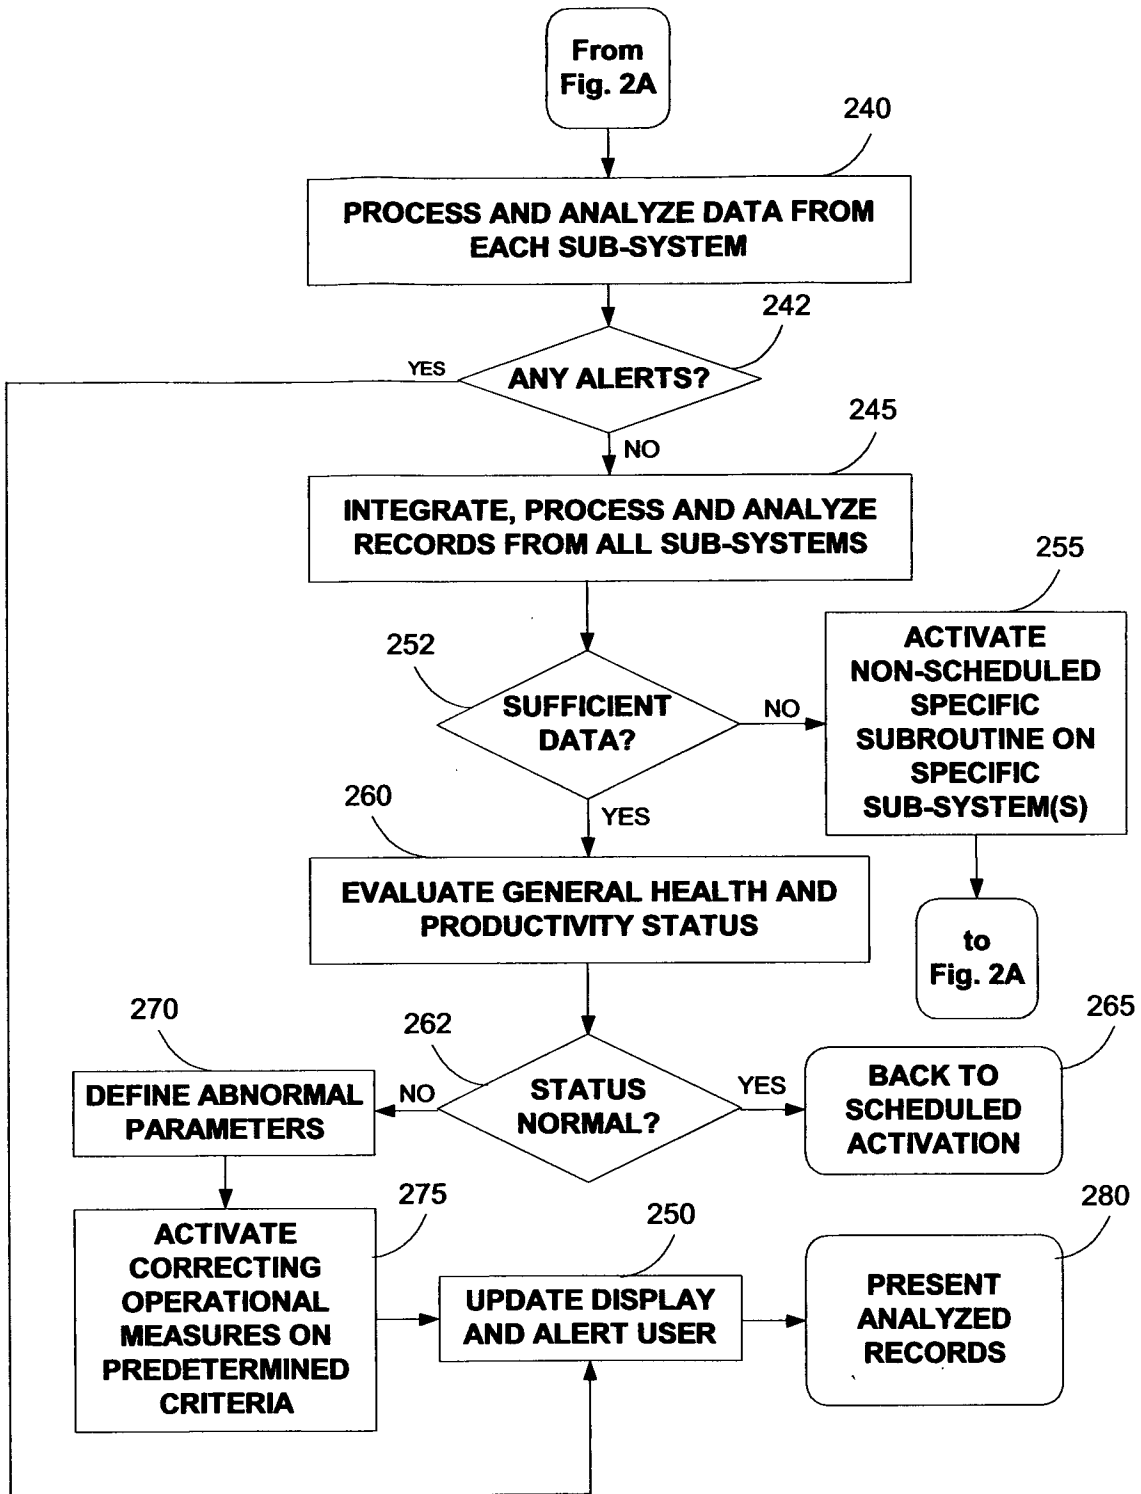 From
Fig. 2A
240
PROCESS AND ANALYZE DATA FROM
EACH SUB-SYSTEM
242
YES
ANY ALERTS?
NO
245
INTEGRATE, PROCESS AND ANALYZE
RECORDS FROM ALL SUB-SYSTEMS
252
SUFFICIENT
DATA?
NO
255
ACTIVATE
NON-SCHEDULED
SPECIFIC
SUBROUTINE ON
SPECIFIC
SUB-SYSTEM(S)
to
Fig. 2A
YES
260
EVALUATE GENERAL HEALTH AND
PRODUCTIVITY STATUS
262
STATUS
NORMAL?
YES
265
BACK TO
SCHEDULED
ACTIVATION
NO
270
DEFINE ABNORMAL
PARAMETERS
275
ACTIVATE
CORRECTING
OPERATIONAL
MEASURES ON
PREDETERMINED
CRITERIA
250
UPDATE DISPLAY
AND ALERT USER
280
PRESENT
ANALYZED
RECORDS